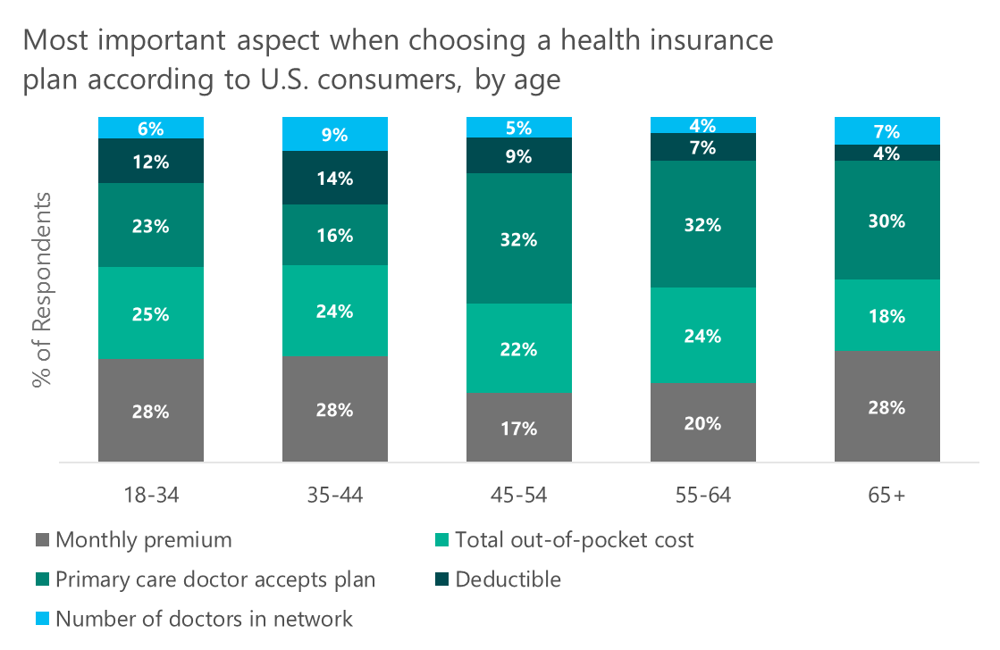 Most important aspect when choosing a health insurance
plan according to U.S. consumers, by age
% of Respondents
6% 9% 5% 4% 7%
12% 14% 9% 7% 4%
23% 16% 32% 32% 30%
25% 24% 22% 24% 18%
28% 28% 17% 20% 28%
18-34 35-44 45-54 55-64 65+
Monthly premium Total out-of-pocket cost
Primary care doctor accepts plan Deductible
Number of doctors in network